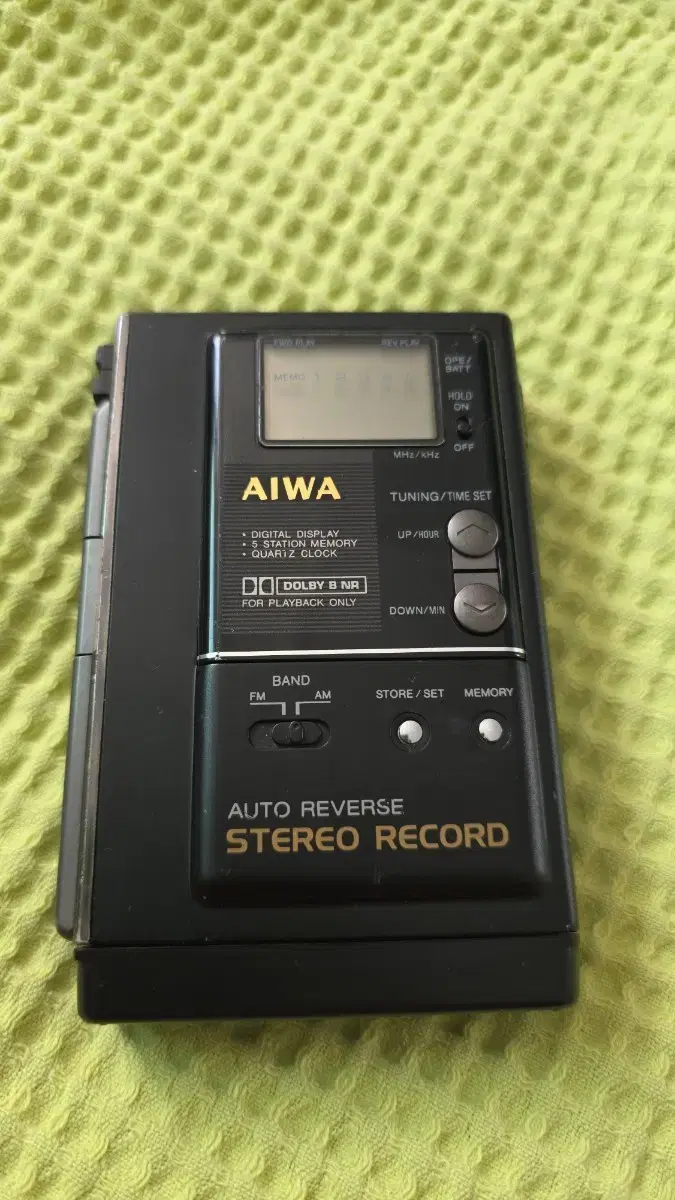 FWD PLAY REV PLAY
OPE/
BATT
MEMO
HOLD
ON
OFF
MHz/kHz
AIWA
TUNING/TIME SET
• DIGITAL DISPLAY
• 5 STATION MEMORY
• QUARTZ CLOCK
UP/HOUR
DOLBY B NR
FOR PLAYBACK ONLY
DOWN/MIN
BAND
FM AM
STORE/SET
MEMORY
AUTO REVERSE
STEREO RECORD